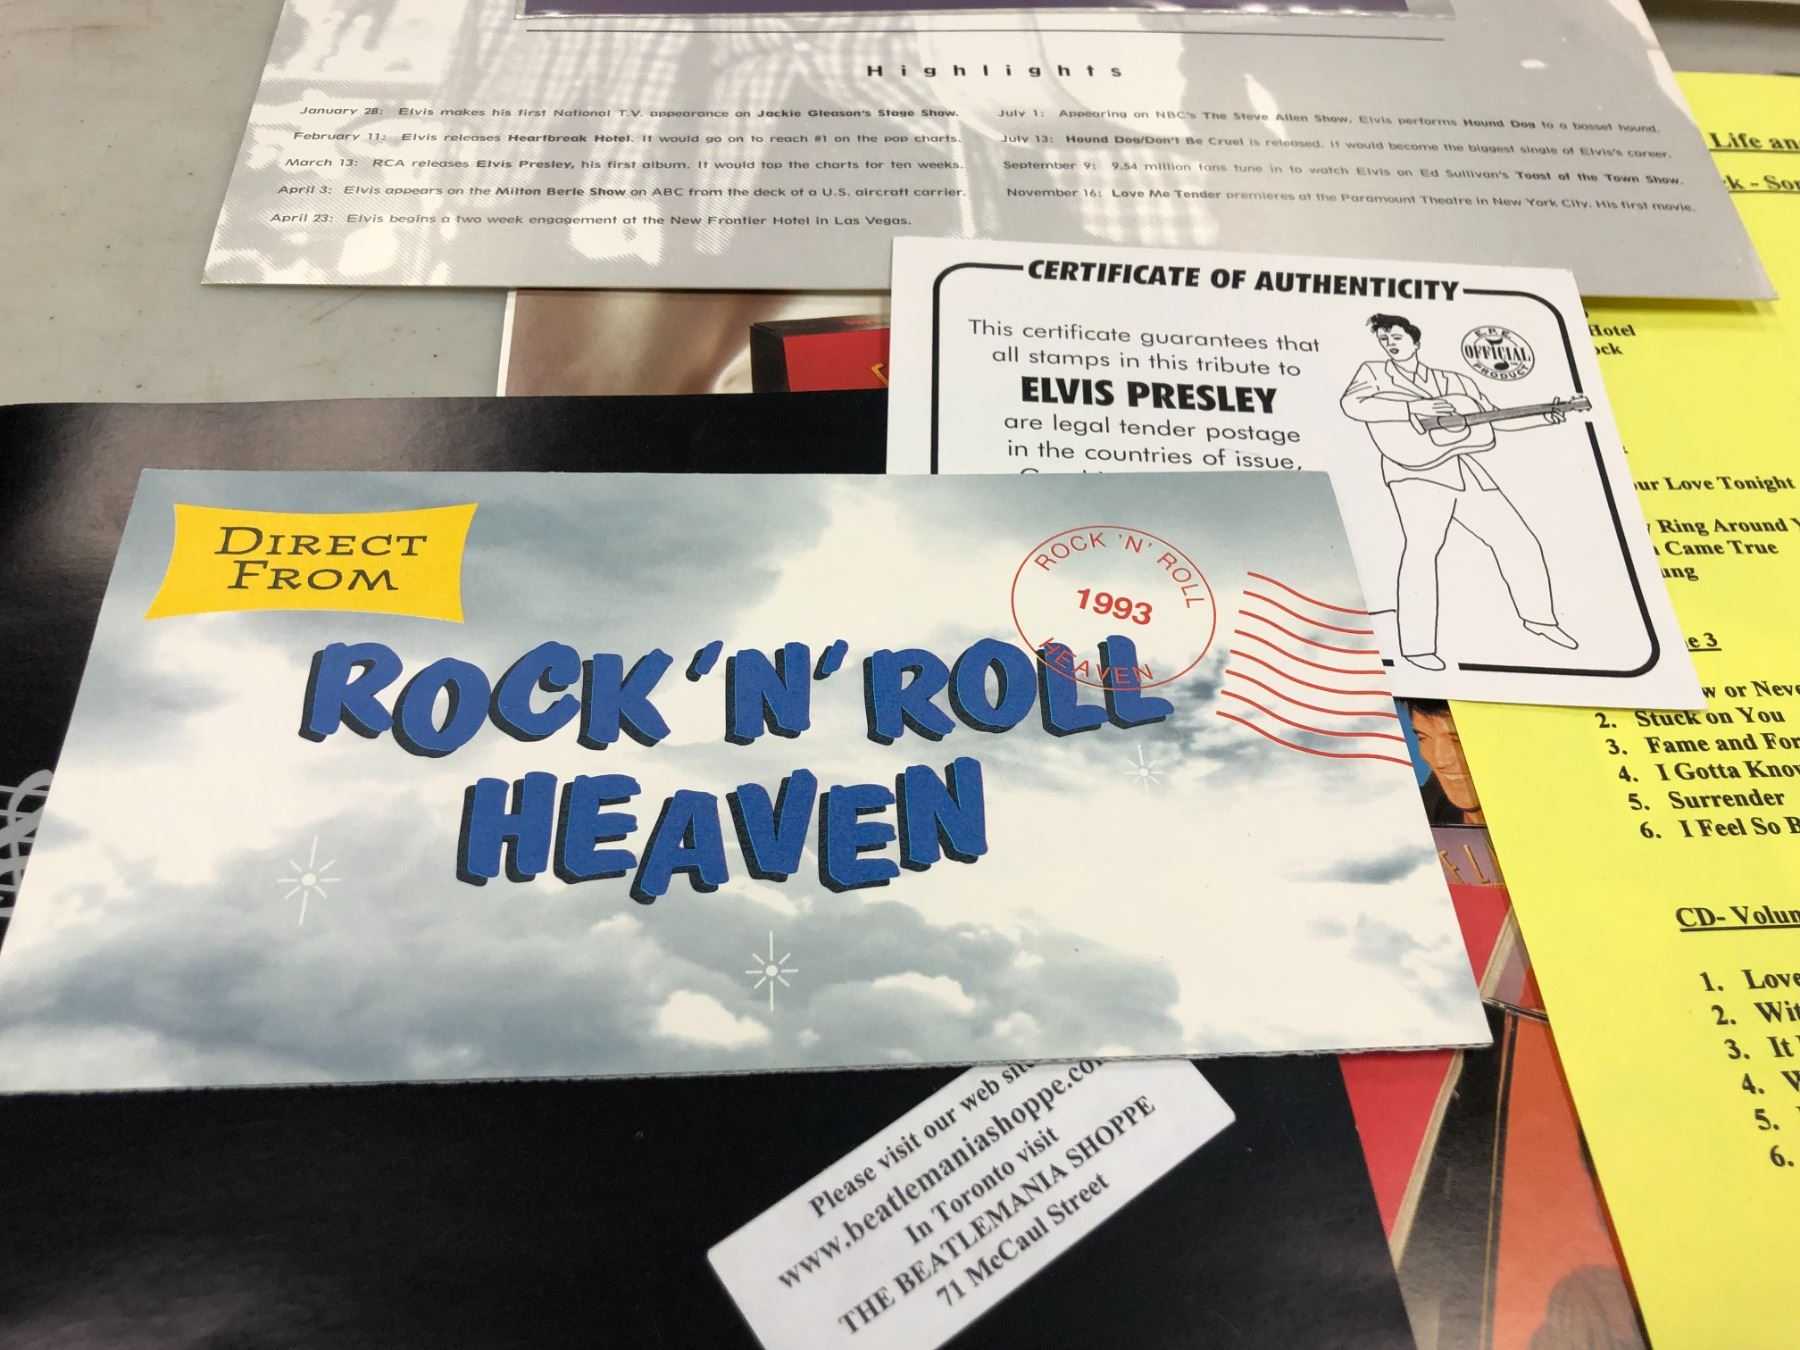 Highlights
January 28: Elvis makes his first National T.V. appearance on Jackie Gleason's Stage Show.
February 11: Elvis releases Heartbreak Hotel. It would go on to reach #1 on the pop charts.
March 13: RCA releases Elvis Presley, his first album. It would top the charts for ten weeks.
April 3: Elvis appears on the Milton Berle Show on ABC from the deck of a U.S. aircraft carrier.
April 23: Elvis begins a two week engagement at the New Frontier Hotel in Las Vegas.
July 1: Appearing on NBC's The Steve Allen Show, Elvis performs Hound Dog to a basset hound.
July 13: Hound Dog/Don't Be Cruel is released. It would become the biggest single of Elvis's career.
September 9: 9.54 million fans tune in to watch Elvis on Ed Sullivan's Toast of the Town Show.
November 16: Love Me Tender premieres at the Paramount Theatre in New York City. His first movie.
CERTIFICATE OF AUTHENTICITY
This certificate guarantees that
all stamps in this tribute to
ELVIS PRESLEY
are legal tender postage
in the countries of issue,
E.P.E.
OFFICIAL
PRODUCT
DIRECT
FROM
ROCK 'N' ROLL
HEAVEN
ROCK 'N' ROLL
1993
HEAVEN
Please visit our web
www.beatlemaniashoppe.co
In Toronto visit
THE BEATLEMANIA SHOPPE
71 McCaul Street
Life an
k - So
Hotel
ock
ur Love Tonight
Ring Around
Came True
ung
e 3
w or Neve
2. Stuck on You
3. Fame and For
4. I Gotta Kno
5. Surrender
6. I Feel So B
CD- Volu
1. Love
2. Wit
3. It
4.
5.
6.